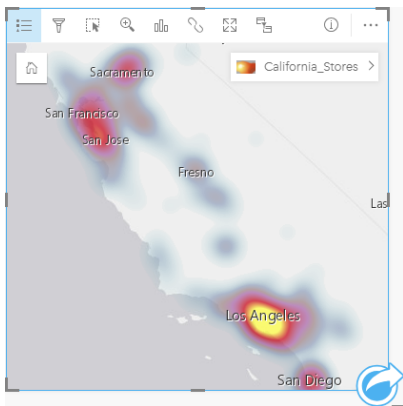 California_Stores
Sacramento
San Francisco
San Jose
Fresno
Las
Los Angeles
San Diego